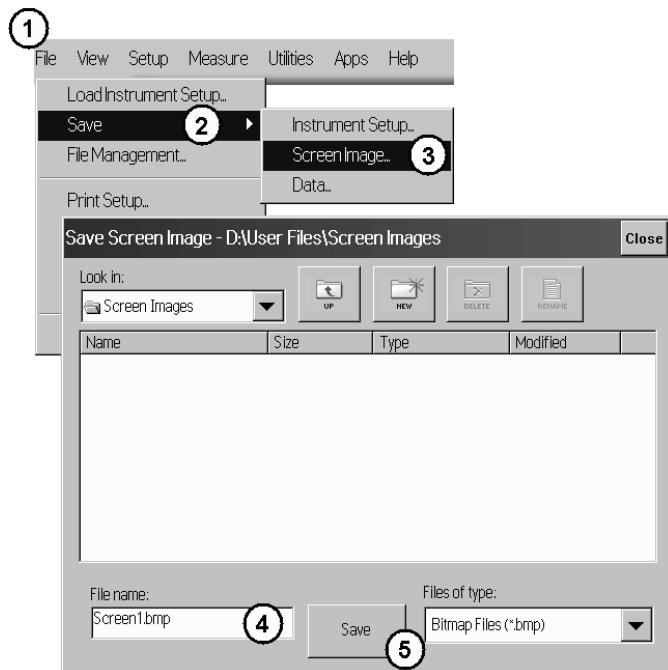 1
File View Setup Measure Utilities Apps Help
Load Instrument Setup...
Save 2
Instrument Setup...
File Management...
Screen Image... 3
Data...
Print Setup...
Save Screen Image - D:\User Files\Screen Images
Close
Look in:
Screen Images
UP
NEW
DELETE
RENAME
Name Size Type Modified
File name:
Screen1.bmp
4
Save
5
Files of type:
Bitmap Files (*.bmp)